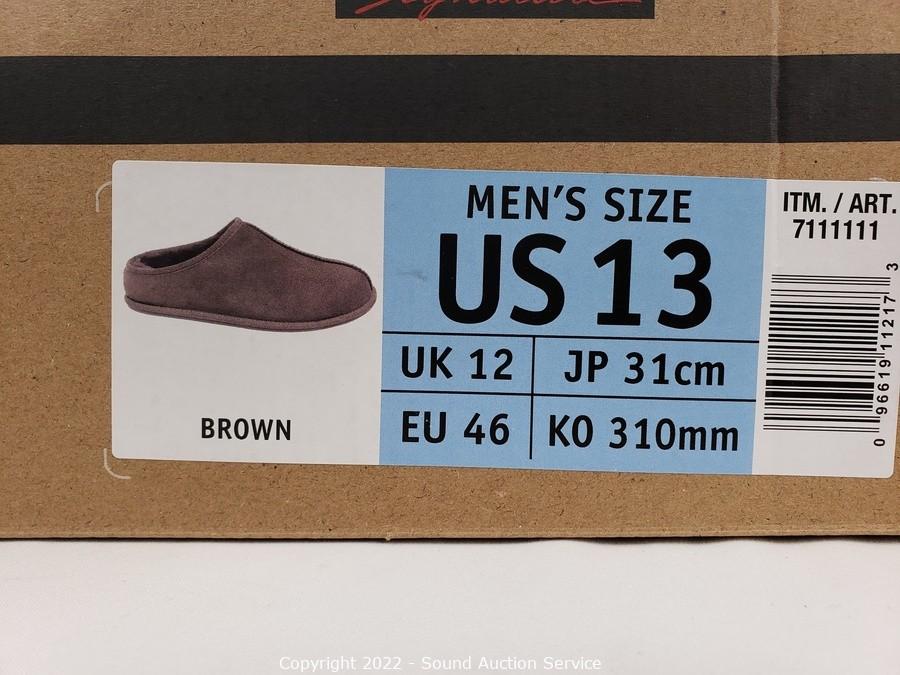 Signature
MEN'S SIZE
US 13
UK 12
JP 31cm
EU 46
KO 310mm
BROWN
ITM. / ART.
7111111
0 96619 11217 3
Copyright 2022 - Sound Auction Service